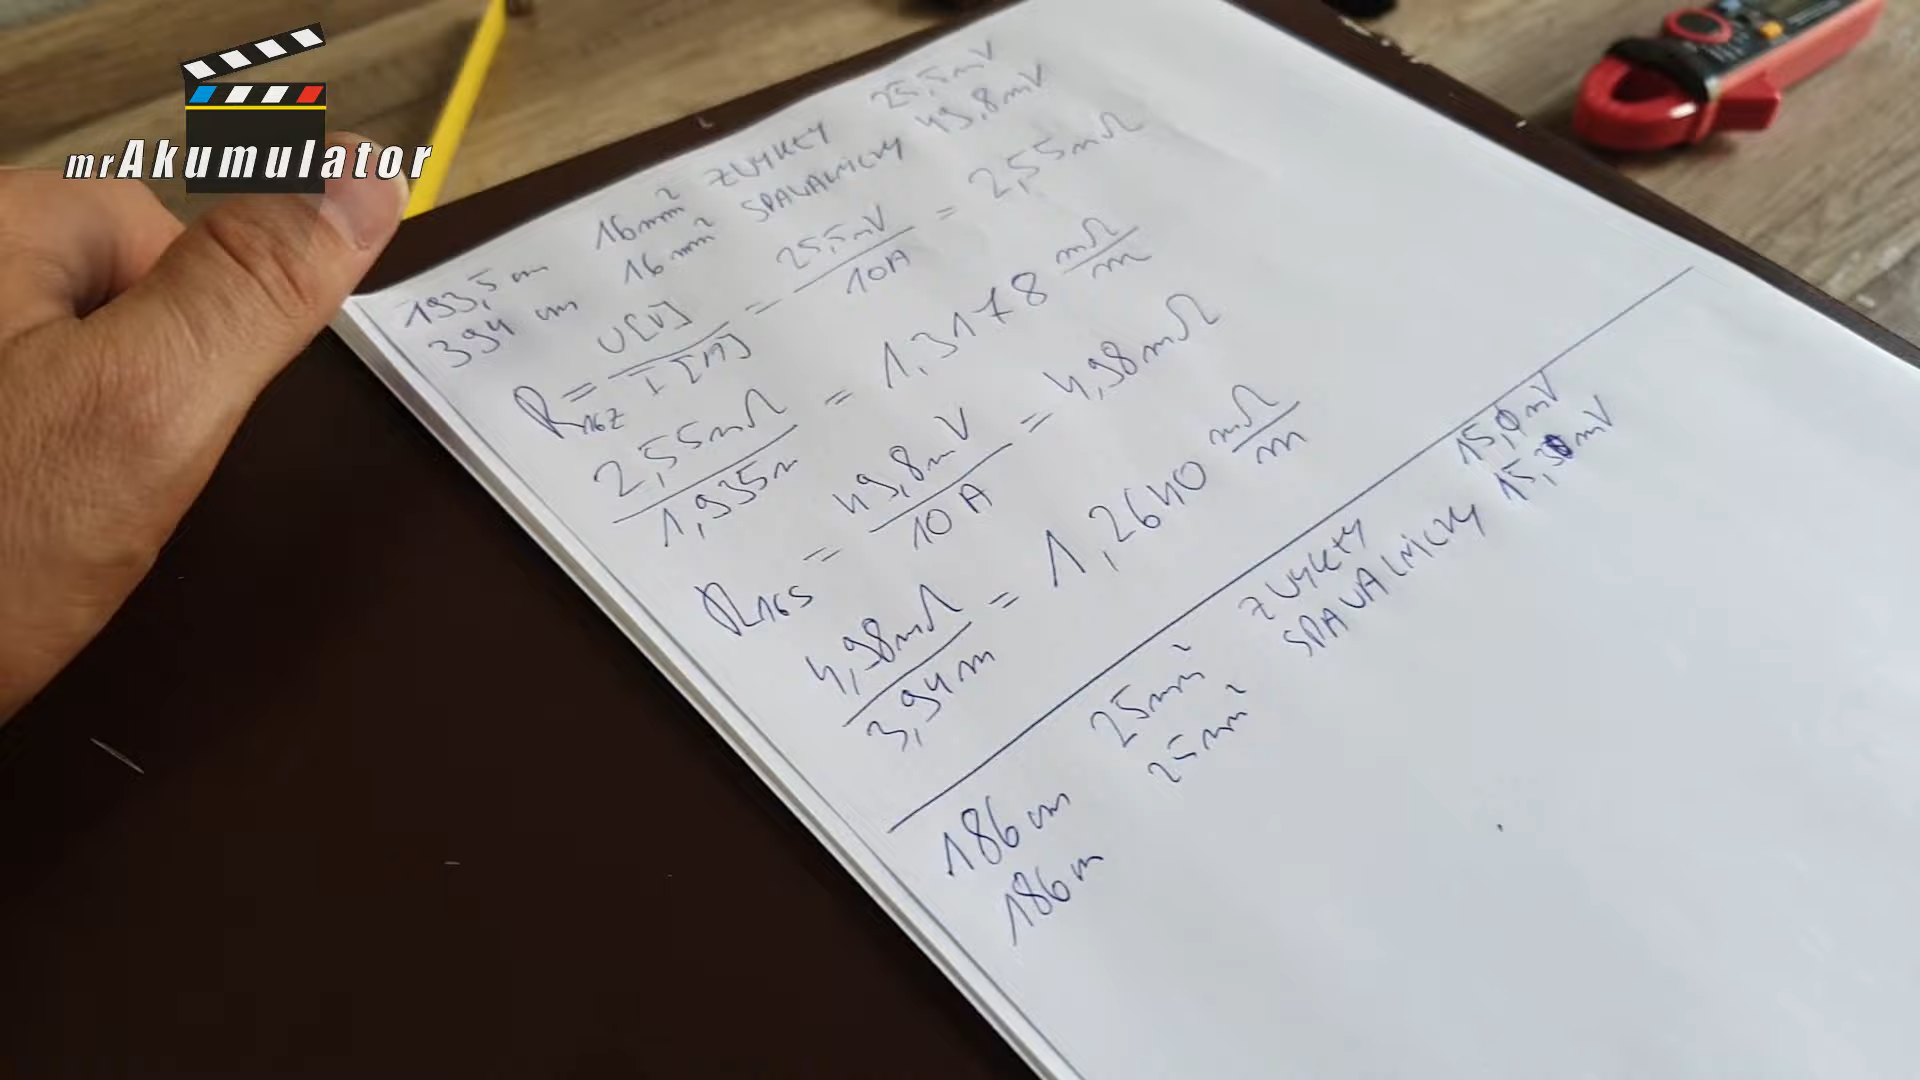 mrAkumulator
193,5 cm 16mm² ZWYKŁY 25,5mV
394 cm 16mm² SPAWALNICZY 49,8mV
R16Z = U[V] / I[A] = 25,5mV / 10A = 2,55mΩ
2,55mΩ / 1,935m = 1,3178 mΩ/m
R16S = 49,8mV / 10A = 4,98mΩ
4,98mΩ / 3,94m = 1,2640 mΩ/m
186 cm 25mm² ZWYKŁY 15,0mV
186 m 25mm² SPAWALNICZY 15,30mV